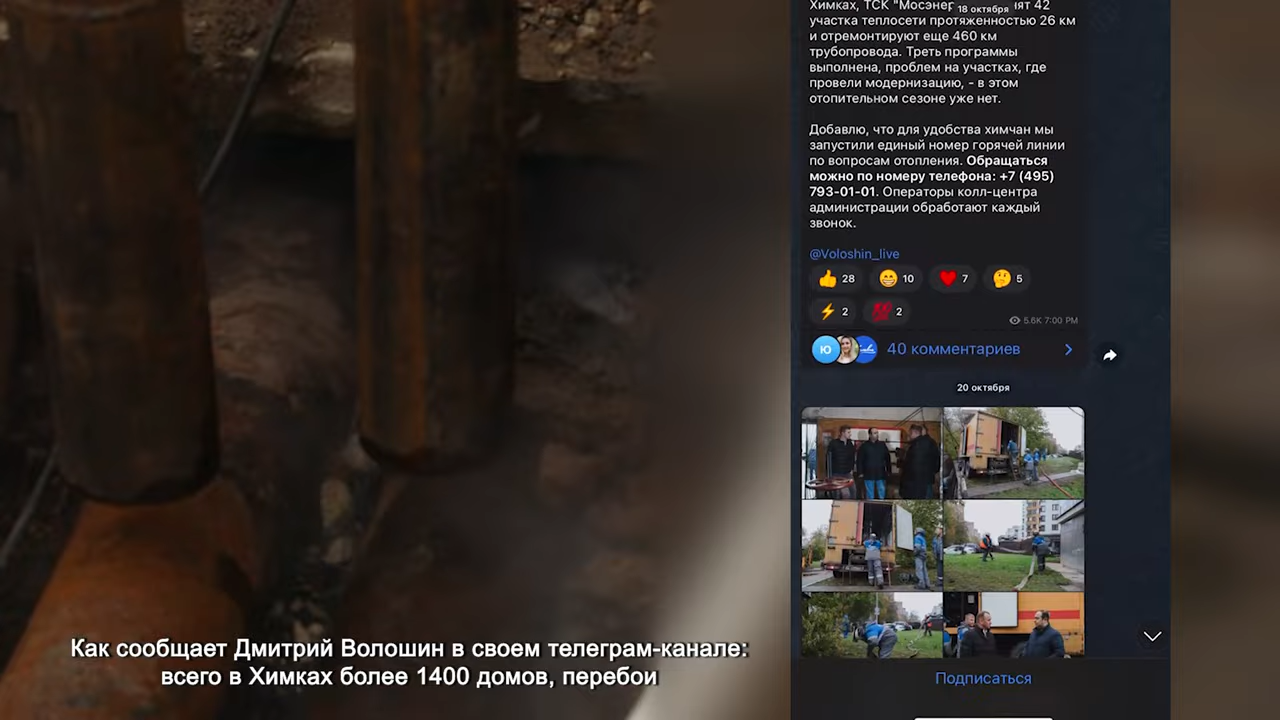 Химках, ТСК "Мосэнер
18 октября
ят 42
участка теплосети протяженностью 26 км
и отремонтируют еще 460 км
трубопровода. Треть программы
выполнена, проблем на участках, где
провели модернизацию, - в этом
отопительном сезоне уже нет.
Добавлю, что для удобства химчан мы
запустили единый номер горячей линии
по вопросам отопления. Обращаться
можно по номеру телефона: +7 (495)
793-01-01. Операторы колл-центра
администрации обработают каждый
звонок.
@Voloshin_live
28 10 7 5
2 100 2
5.6K 7:00 PM
Ю
40 комментариев
20 октября
Как сообщает Дмитрий Волошин в своем телеграм-канале:
всего в Химках более 1400 домов, перебои
Подписаться